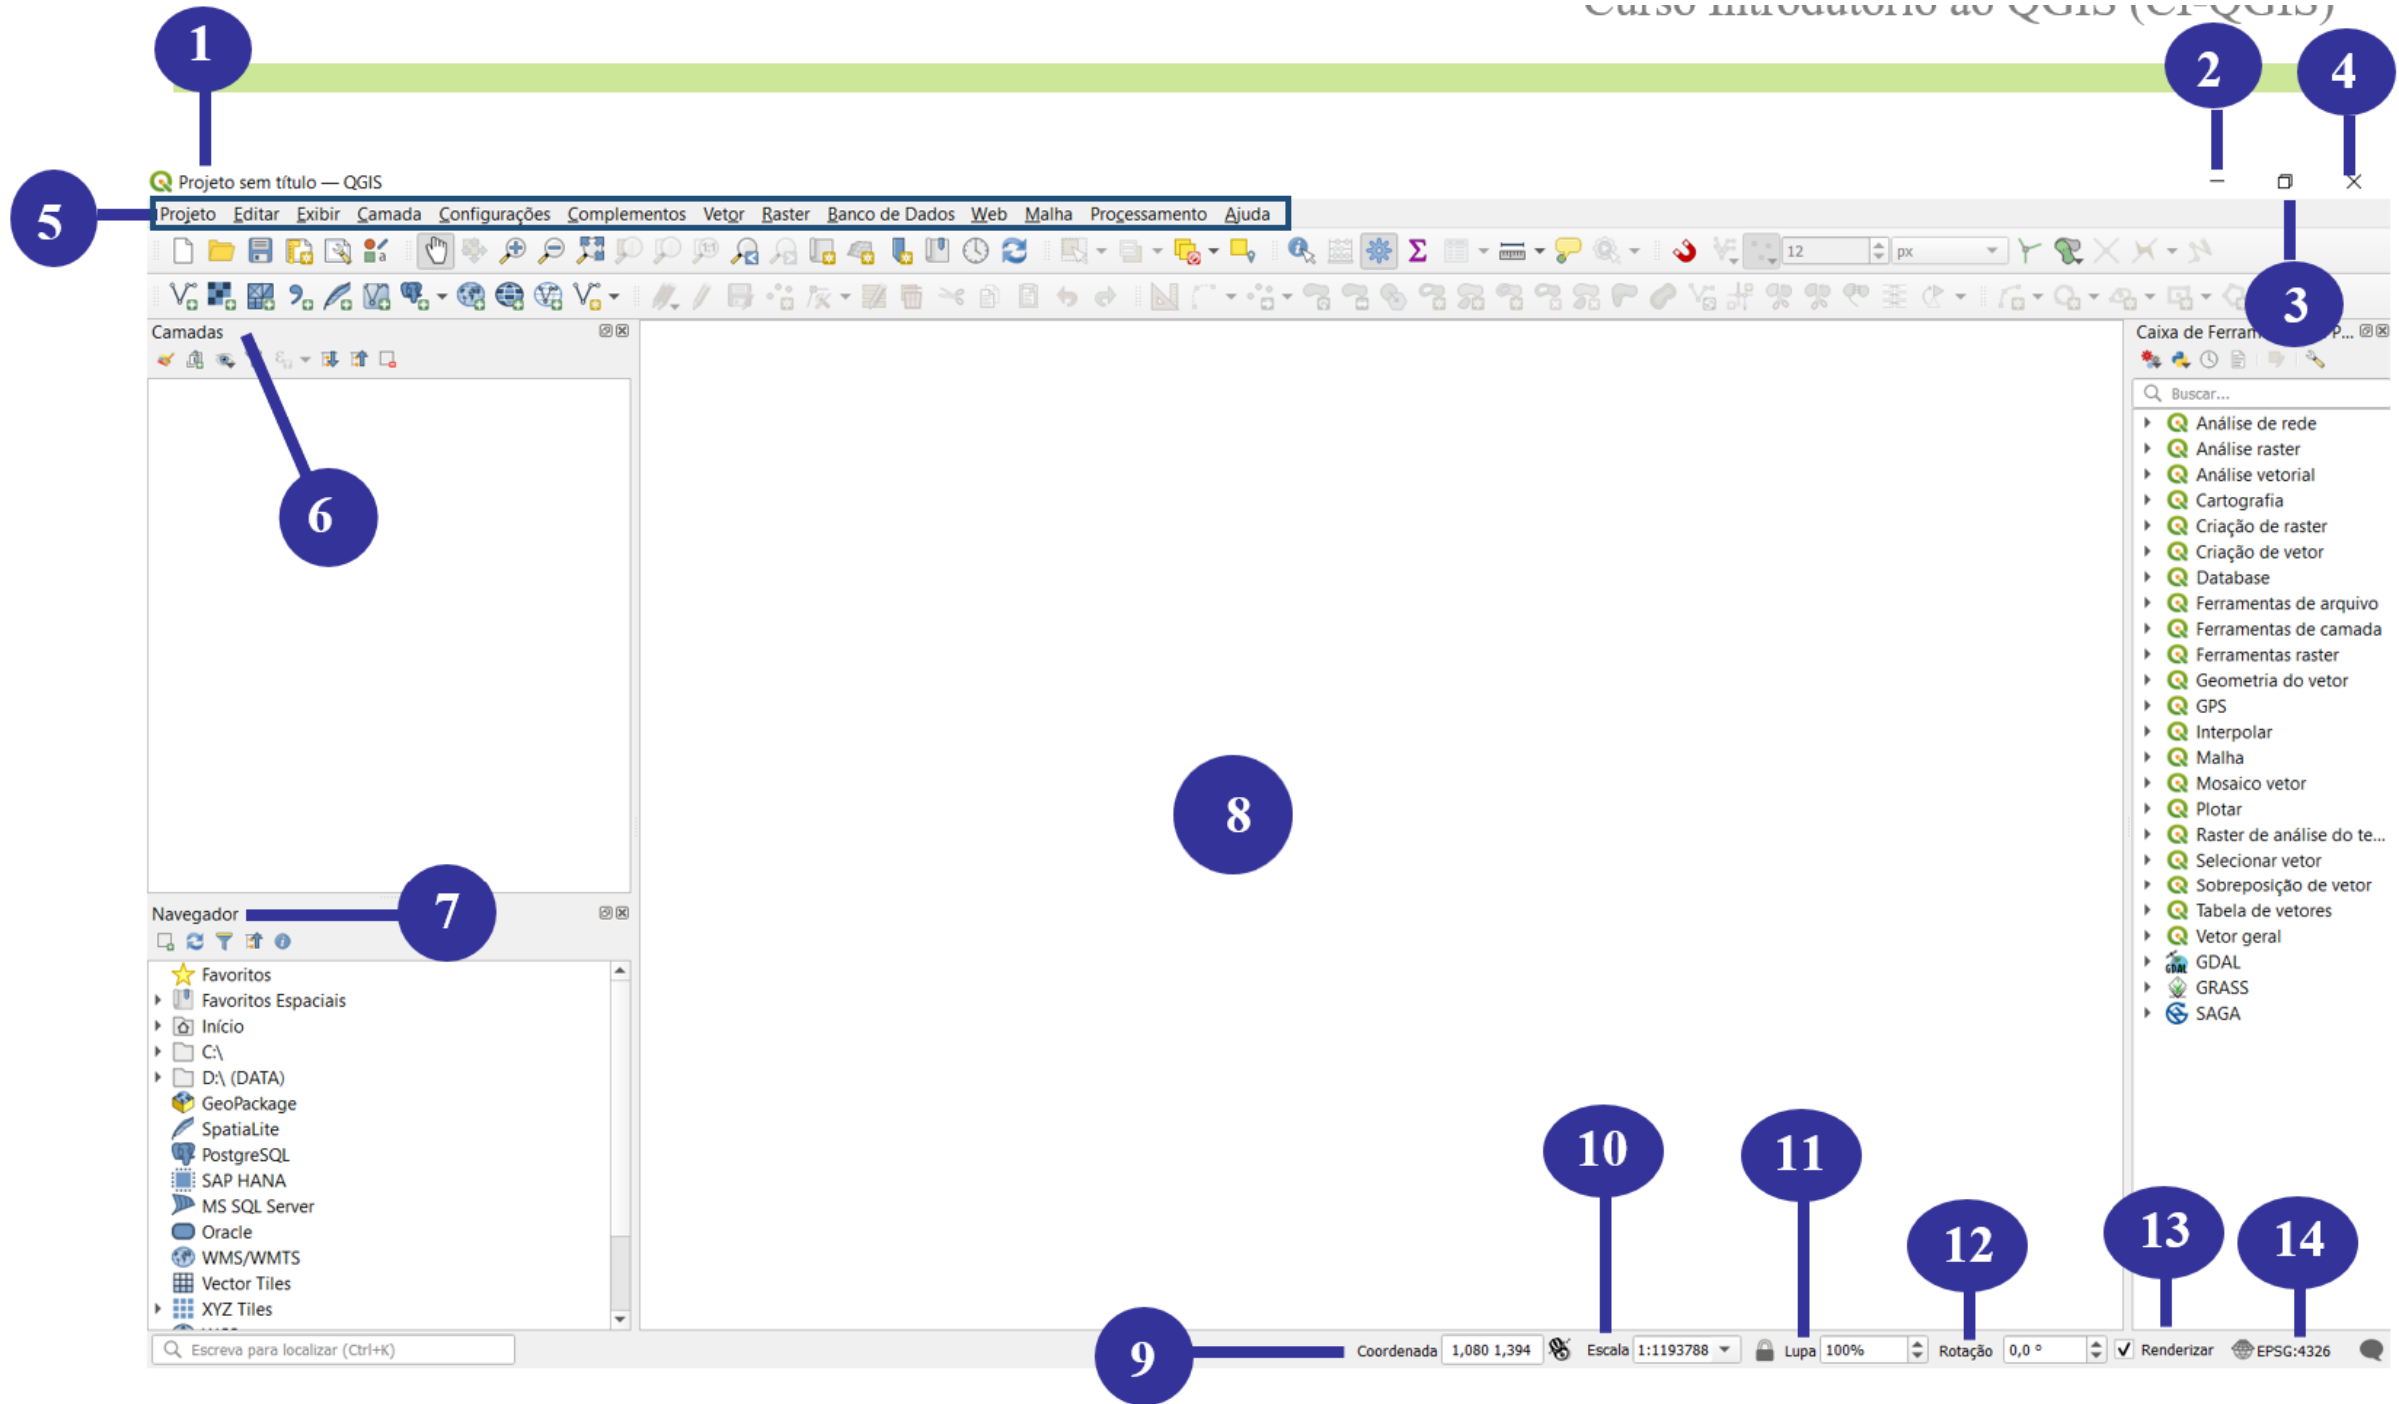 Curso Introdutório ao QGIS (CI-QGIS)
1
2
4
Projeto sem título — QGIS
5
Projeto Editar Exibir Camada Configurações Complementos Vetor Raster Banco de Dados Web Malha Processamento Ajuda
12 px
3
Camadas
Caixa de Ferram P...
Buscar...
6
Análise de rede
Análise raster
Análise vetorial
Cartografia
Criação de raster
Criação de vetor
Database
Ferramentas de arquivo
Ferramentas de camada
Ferramentas raster
Geometria do vetor
GPS
Interpolar
Malha
Mosaico vetor
Plotar
Raster de análise do te...
Selecionar vetor
Sobreposição de vetor
Tabela de vetores
Vetor geral
GDAL
GRASS
SAGA
8
Navegador
7
Favoritos
Favoritos Espaciais
Início
C:\
D:\ (DATA)
GeoPackage
SpatiaLite
PostgreSQL
SAP HANA
MS SQL Server
Oracle
WMS/WMTS
Vector Tiles
XYZ Tiles
10
11
12
13
14
9
Escreva para localizar (Ctrl+K)
Coordenada 1,080 1,394 Escala 1:1193788 Lupa 100% Rotação 0,0 ° Renderizar EPSG:4326